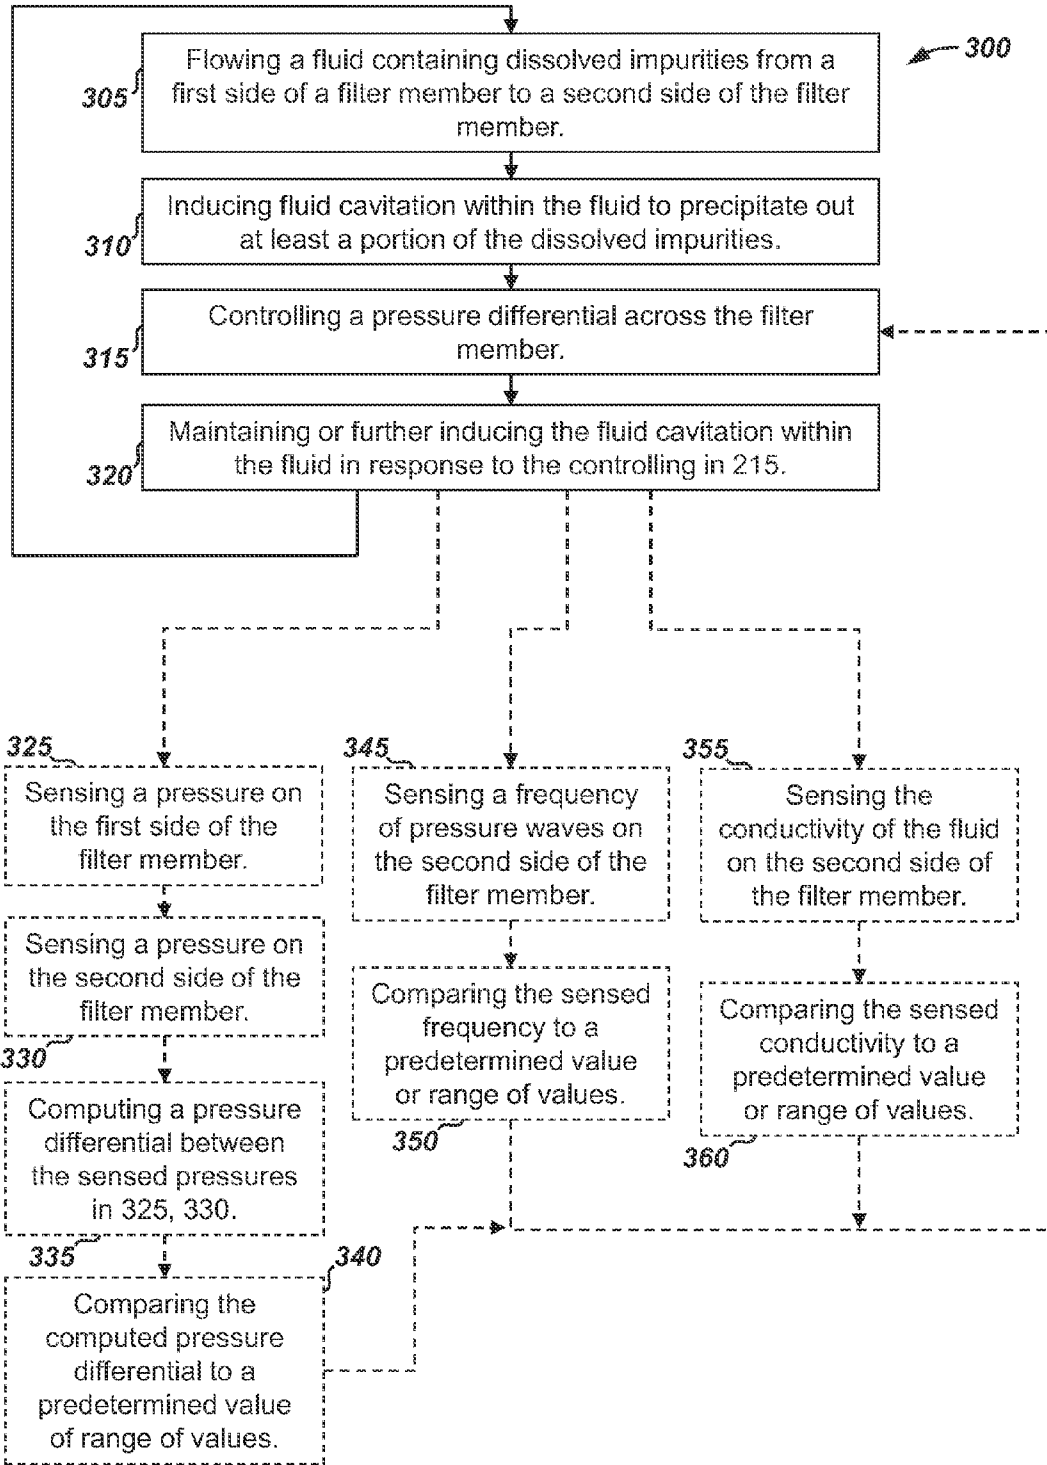 300
305
Flowing a fluid containing dissolved impurities from a
first side of a filter member to a second side of the filter
member.
310
Inducing fluid cavitation within the fluid to precipitate out
at least a portion of the dissolved impurities.
315
Controlling a pressure differential across the filter
member.
320
Maintaining or further inducing the fluid cavitation within
the fluid in response to the controlling in 215.
325
Sensing a pressure on
the first side of the
filter member.
Sensing a pressure on
the second side of the
filter member.
330
Computing a pressure
differential between
the sensed pressures
in 325, 330.
335
340
Comparing the
computed pressure
differential to a
predetermined value
of range of values.
345
Sensing a frequency
of pressure waves on
the second side of the
filter member.
Comparing the sensed
frequency to a
predetermined value
or range of values.
350
355
Sensing the
conductivity of the fluid
on the second side of
the filter member.
Comparing the sensed
conductivity to a
predetermined value
or range of values.
360